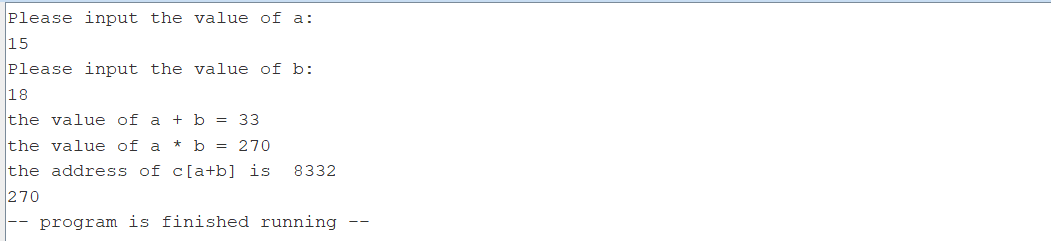 Please input the value of a:
15
Please input the value of b:
18
the value of a + b = 33
the value of a * b = 270
the address of c[a+b] is  8332
270
-- program is finished running --